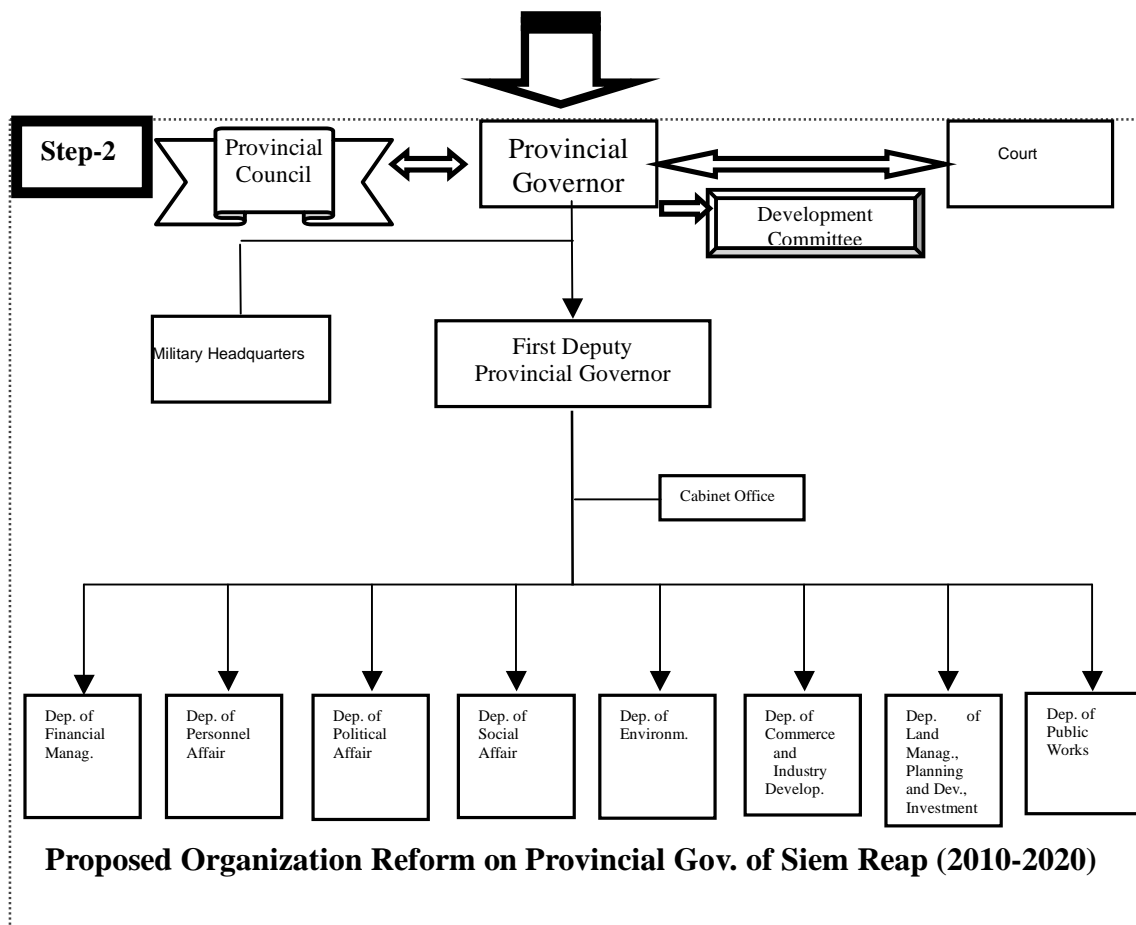 Step-2
Provincial
Council
Provincial
Governor
Court
Development
Committee
Military Headquarters
First Deputy
Provincial Governor
Cabinet Office
Dep. of
Financial
Manag.
Dep. of
Personnel
Affair
Dep. of
Political
Affair
Dep. of
Social
Affair
Dep. of
Environm.
Dep. of
Commerce
and
Industry
Develop.
Dep. of
Land
Manag.,
Planning
and Dev.,
Investment
Dep. of
Public
Works
Proposed Organization Reform on Provincial Gov. of Siem Reap (2010-2020)